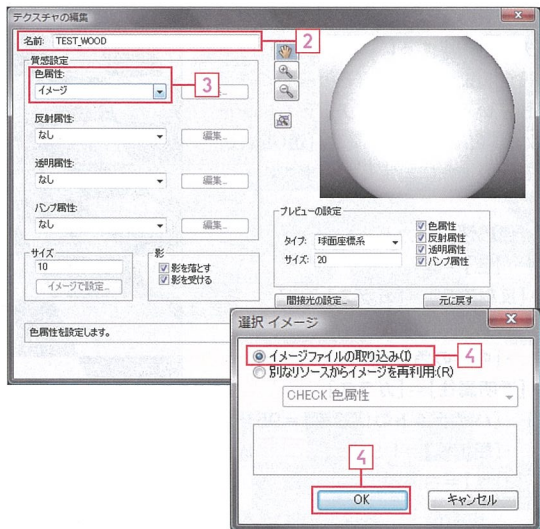 テクスチャの編集
名前: TEST_WOOD
2
質感設定
色属性:
イメージ
3
反射属性:
なし
編集...
透明属性:
なし
編集...
バンプ属性:
なし
編集...
サイズ
10
イメージで設定...
影
影を落とす
影を受ける
プレビューの設定
タイプ: 球面座標系
サイズ: 20
色属性
反射属性
透明属性
バンプ属性
間接光の設定...
元に戻す
色属性を設定します。
選択 イメージ
イメージファイルの取り込み(I)
4
別なリソースからイメージを再利用:(R)
CHECK 色属性
4
OK
キャンセル